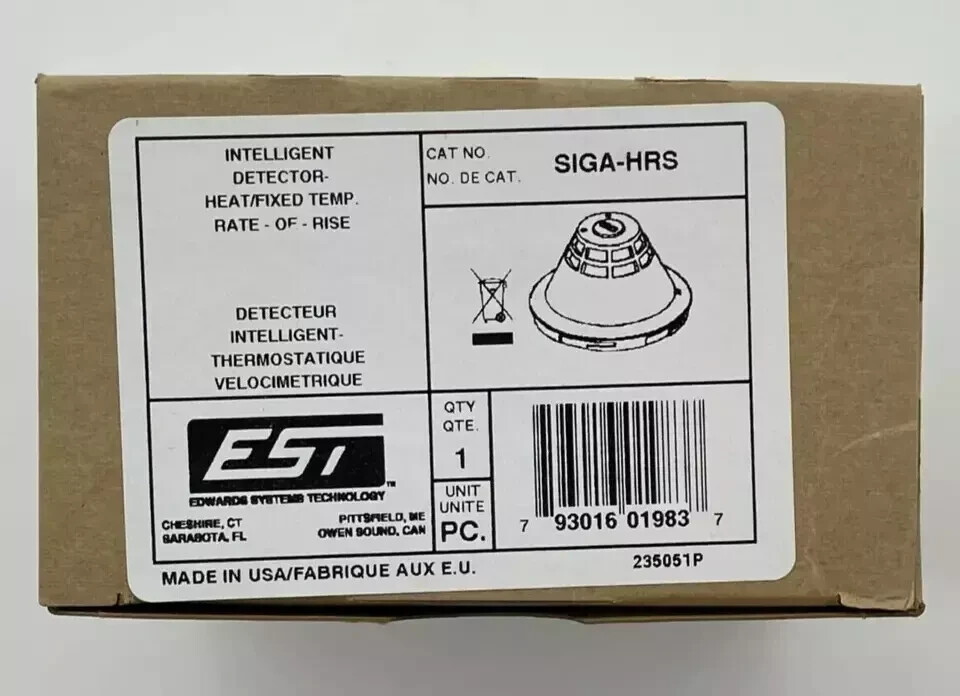 INTELLIGENT
DETECTOR-
HEAT/FIXED TEMP.
RATE - OF - RISE
DETECTEUR
INTELLIGENT-
THERMOSTATIQUE
VELOCIMETRIQUE
CAT NO.
NO. DE CAT.
SIGA-HRS
EST
EDWARDS SYSTEMS TECHNOLOGY™
CHESHIRE, CT
SARASOTA, FL
PITTSFIELD, ME
OWEN SOUND, CAN
QTY
QTE.
1
UNIT
UNITE
PC.
7 93016 01983 7
235051P
MADE IN USA/FABRIQUE AUX E.U.